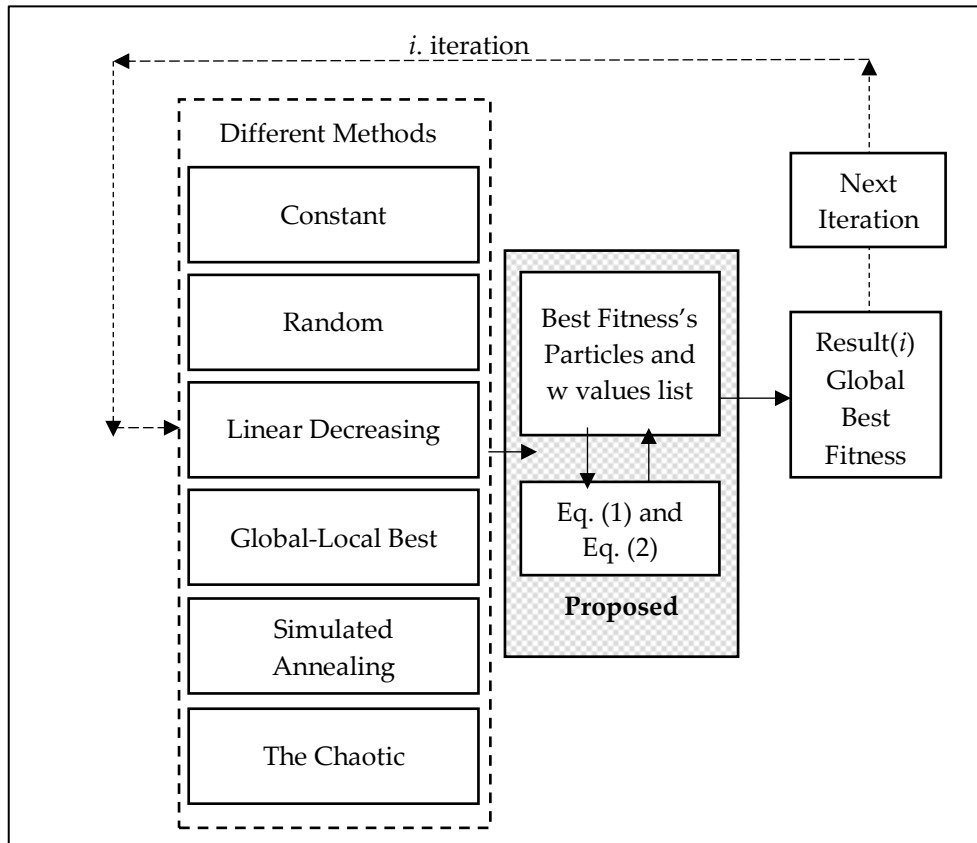 i. iteration
Different Methods
Constant
Random
Linear Decreasing
Global-Local Best
Simulated
Annealing
The Chaotic
Best Fitness’s
Particles and
w values list
Eq. (1) and
Eq. (2)
Proposed
Next
Iteration
Result(i)
Global
Best
Fitness